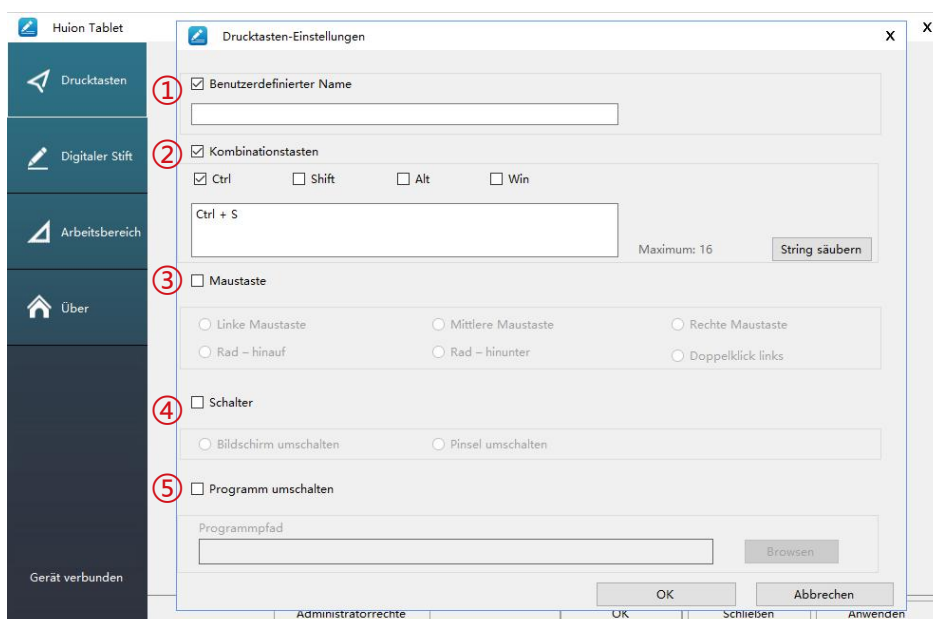 Huion Tablet
x
Drucktasten-Einstellungen
x
Drucktasten
Digitaler Stift
Arbeitsbereich
Über
Gerät verbunden
① Benutzerdefinierter Name
② Kombinationstasten
Ctrl Shift Alt Win
Ctrl + S
Maximum: 16 String säubern
③ Maustaste
Linke Maustaste Mittlere Maustaste Rechte Maustaste
Rad – hinauf Rad – hinunter Doppelklick links
④ Schalter
Bildschirm umschalten Pinsel umschalten
⑤ Programm umschalten
Programmpfad
Browsen
OK Abbrechen
Administratorrechte OK Schließen Anwenden